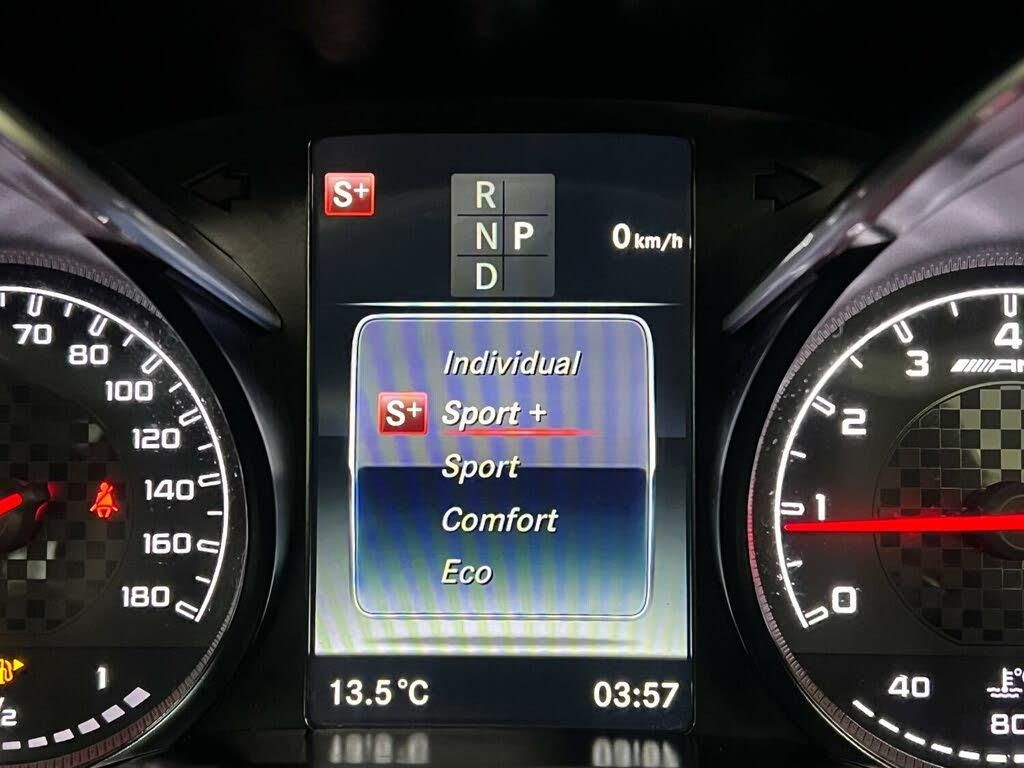 S+
R
N P
D
0 km/h
Individual
S+ Sport +
Sport
Comfort
Eco
13.5°C
03:57
70
80
100
120
140
160
180
1
4
3
2
1
0
40
80